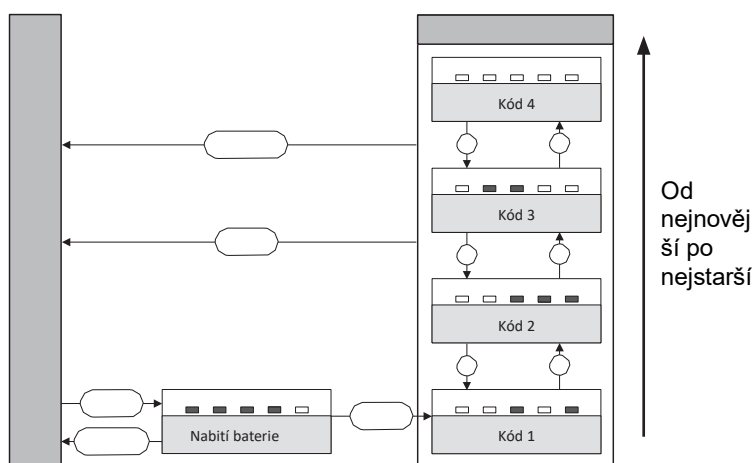 Kód 4
Kód 3
Od
nejnověj
ší po
nejstarší
Kód 2
Nabití baterie
Kód 1